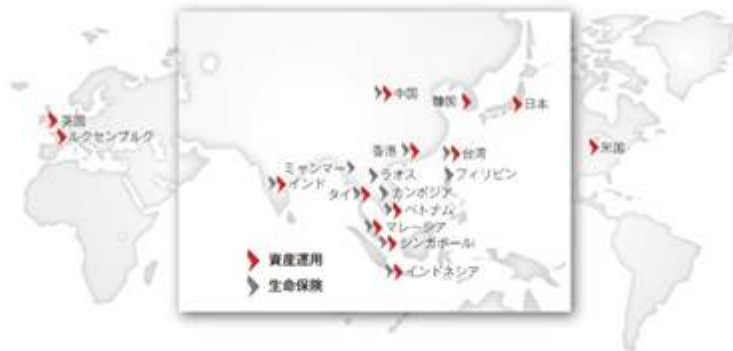 中国
韓国
日本
英国
ルクセンブルグ
香港
台湾
米国
ミャンマー
ラオス
フィリピン
インド
タイ
カンボジア
ベトナム
マレーシア
シンガポール
インドネシア
資産運用
生命保険